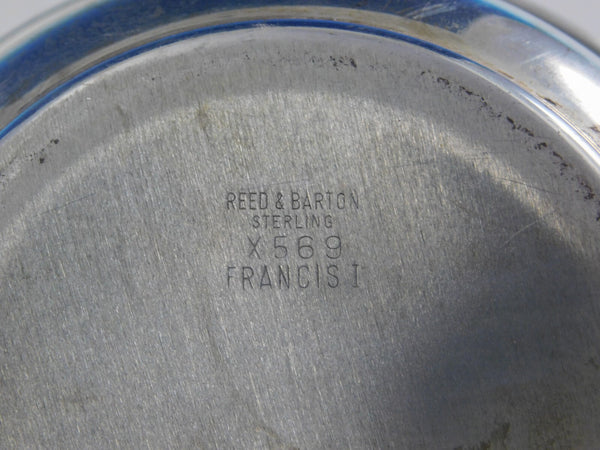 REED & BARTON
STERLING
X569
FRANCIS I